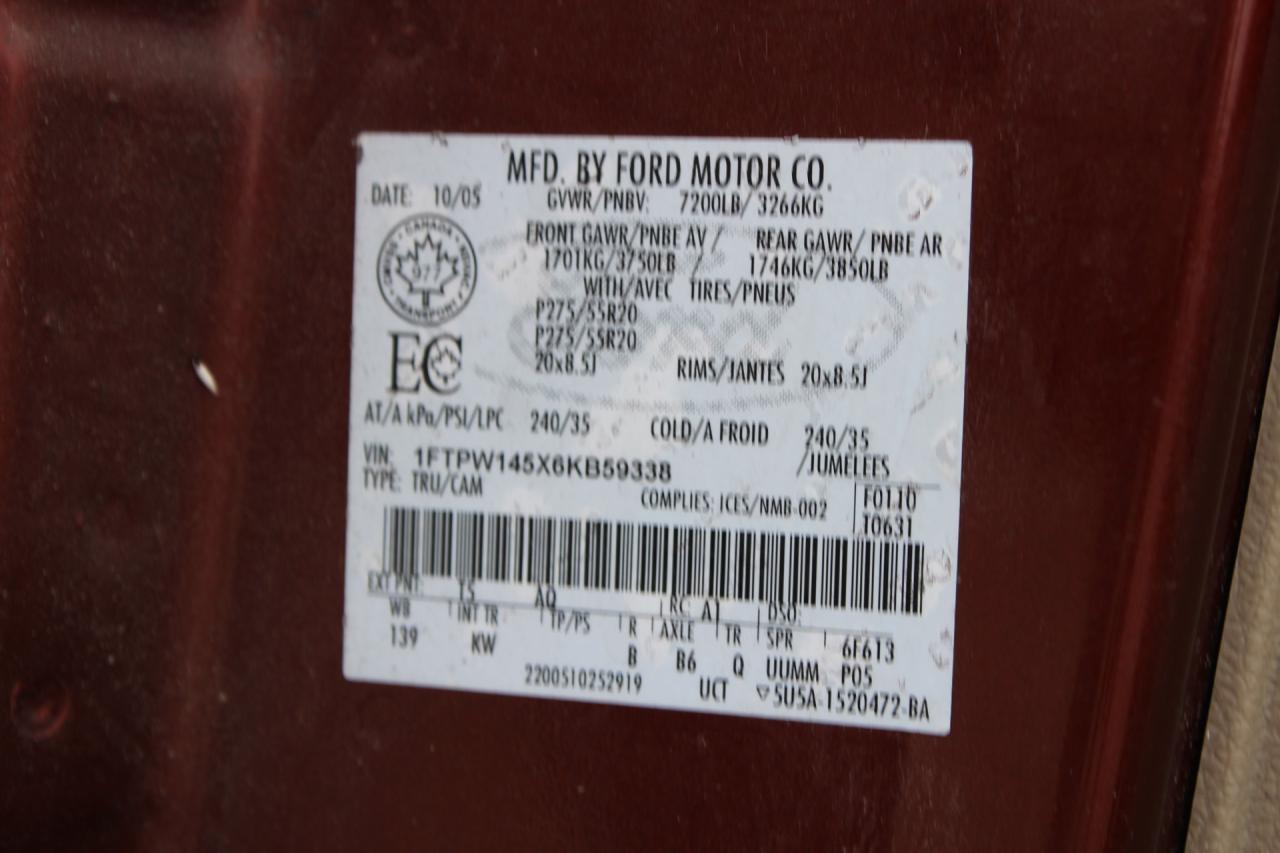 MFD. BY FORD MOTOR CO.
DATE: 10/05
GVWR/PNBV: 7200LB/ 3266KG
FRONT GAWR/PNBE AV / REAR GAWR/ PNBE AR
1701KG/3750LB / 1746KG/3850LB
WITH/AVEC TIRES/PNEUS
P275/55R20
P275/55R20
20x8.5J RIMS/JANTES 20x8.5J
CANADA
977
TRANSPORT
EC
AT/A kPa/PSI/LPC 240/35 COLD/A FROID 240/35
VIN: 1FTPW145X6KB59338 /JUMELEES
TYPE: TRU/CAM COMPLIES: ICES/NMB-002 F0110
T0631
EXT PNT: AQ RC: A1 DSO:
WB INT TR TP/PS R AXLE TR SPR 6F613
139 KW B B6 Q UUMM P05
2200510252919 UCT ▽5U5A-1520472-BA